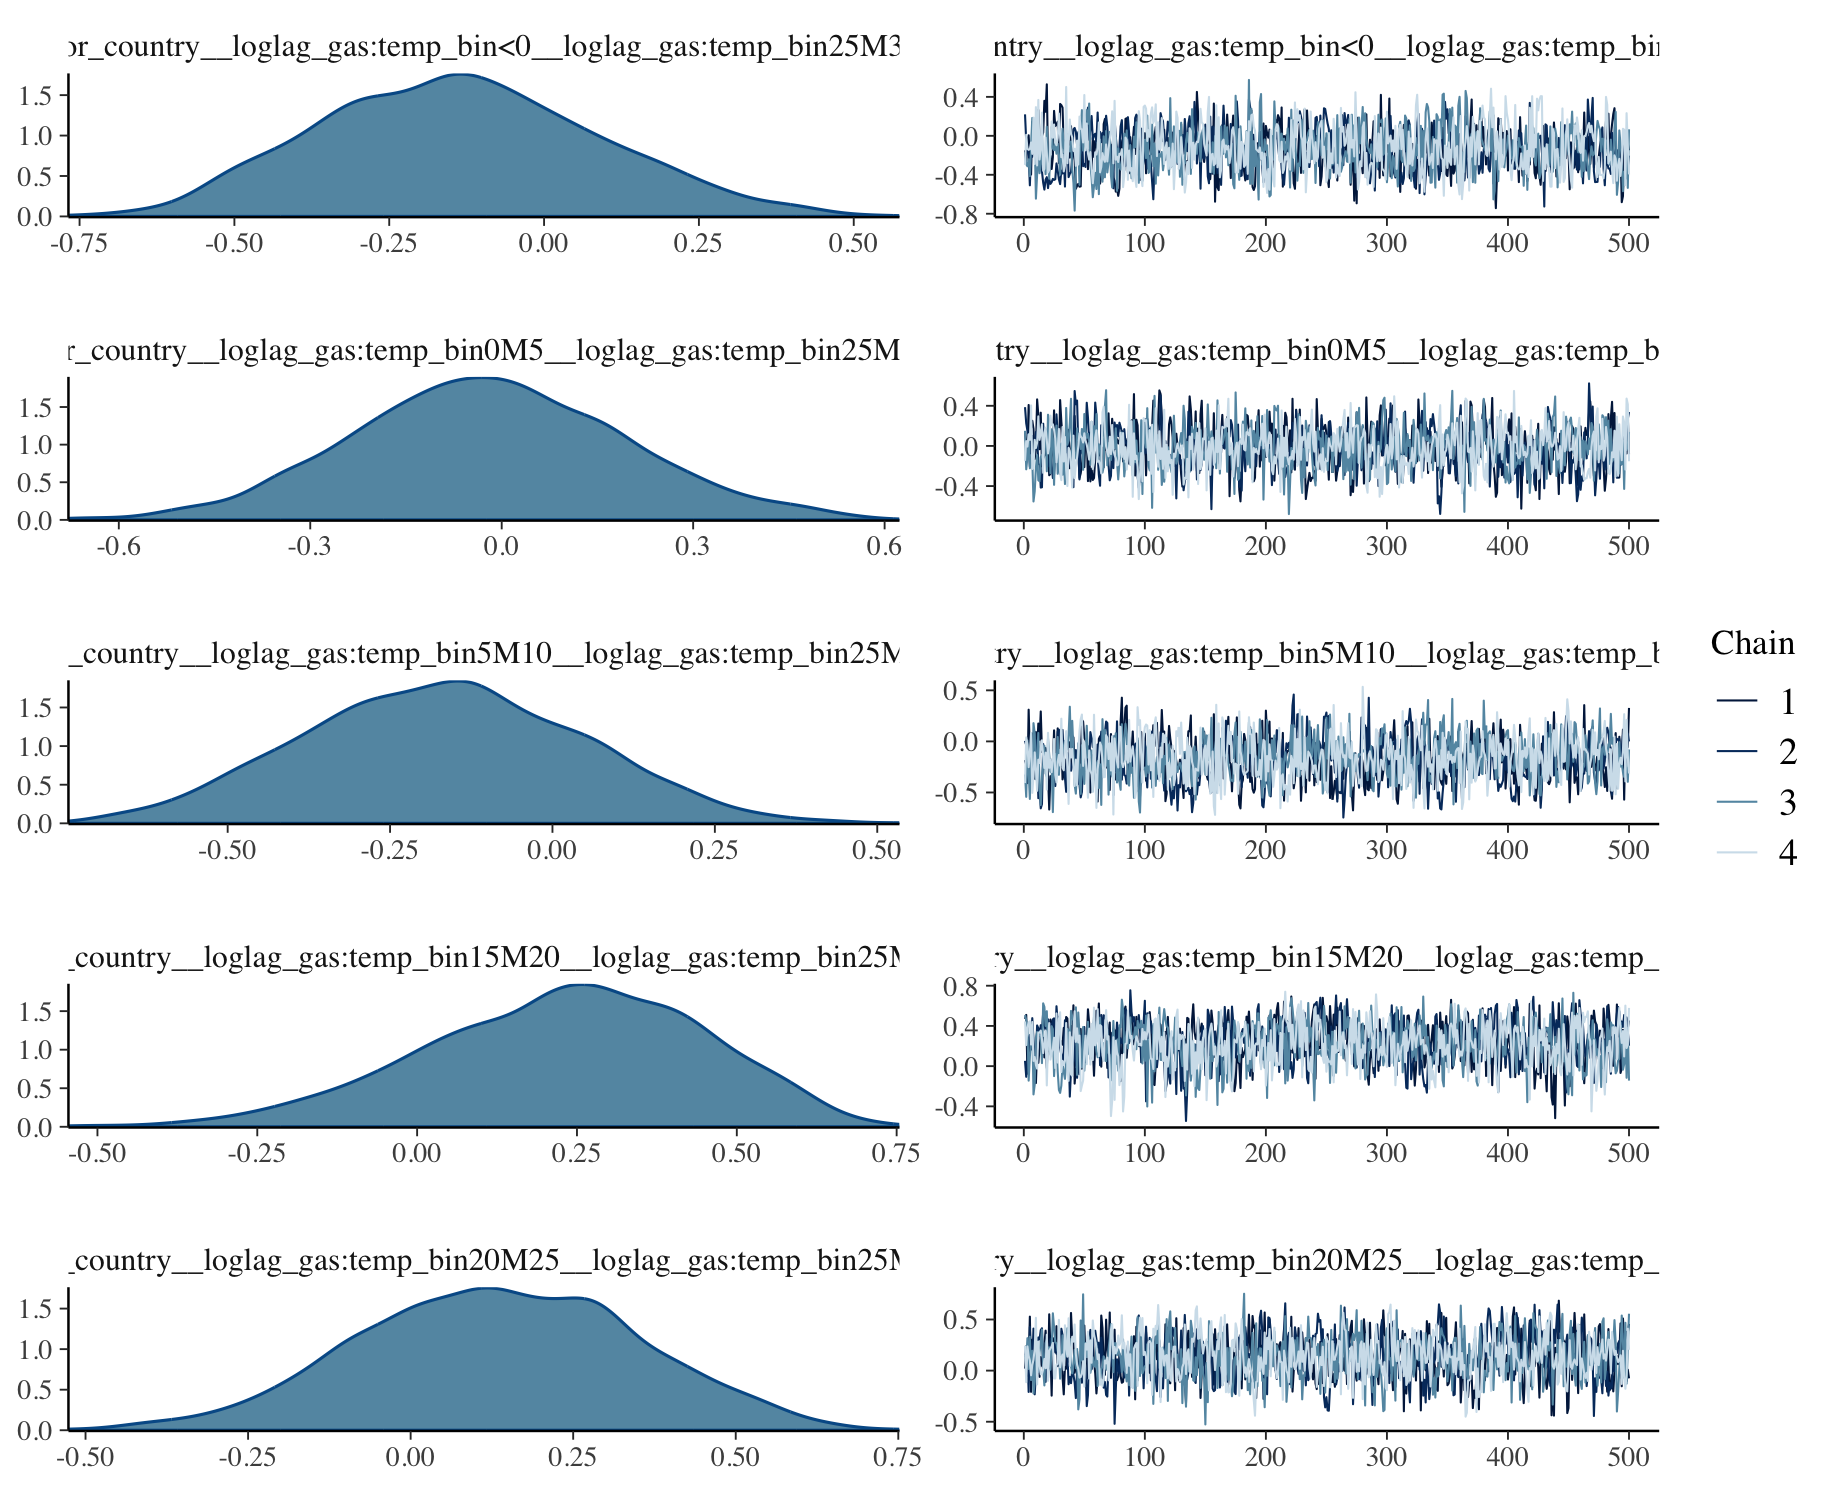 or_country__loglag_gas:temp_bin<0__loglag_gas:temp_bin25M3
1.5
1.0
0.5
0.0
-0.75 -0.50 -0.25 0.00 0.25 0.50
ntry__loglag_gas:temp_bin<0__loglag_gas:temp_bin
0.4
0.0
-0.4
-0.8
0 100 200 300 400 500
r_country__loglag_gas:temp_bin0M5__loglag_gas:temp_bin25M
1.5
1.0
0.5
0.0
-0.6 -0.3 0.0 0.3 0.6
try__loglag_gas:temp_bin0M5__loglag_gas:temp_b
0.4
0.0
-0.4
0 100 200 300 400 500
_country__loglag_gas:temp_bin5M10__loglag_gas:temp_bin25M
1.5
1.0
0.5
0.0
-0.50 -0.25 0.00 0.25 0.50
ry__loglag_gas:temp_bin5M10__loglag_gas:temp_b
0.5
0.0
-0.5
0 100 200 300 400 500
Chain
1
2
3
4
_country__loglag_gas:temp_bin15M20__loglag_gas:temp_bin25M
1.5
1.0
0.5
0.0
-0.50 -0.25 0.00 0.25 0.50 0.75
ry__loglag_gas:temp_bin15M20__loglag_gas:temp_
0.8
0.4
0.0
-0.4
0 100 200 300 400 500
_country__loglag_gas:temp_bin20M25__loglag_gas:temp_bin25M
1.5
1.0
0.5
0.0
-0.50 -0.25 0.00 0.25 0.50 0.75
ry__loglag_gas:temp_bin20M25__loglag_gas:temp_
0.5
0.0
-0.5
0 100 200 300 400 500